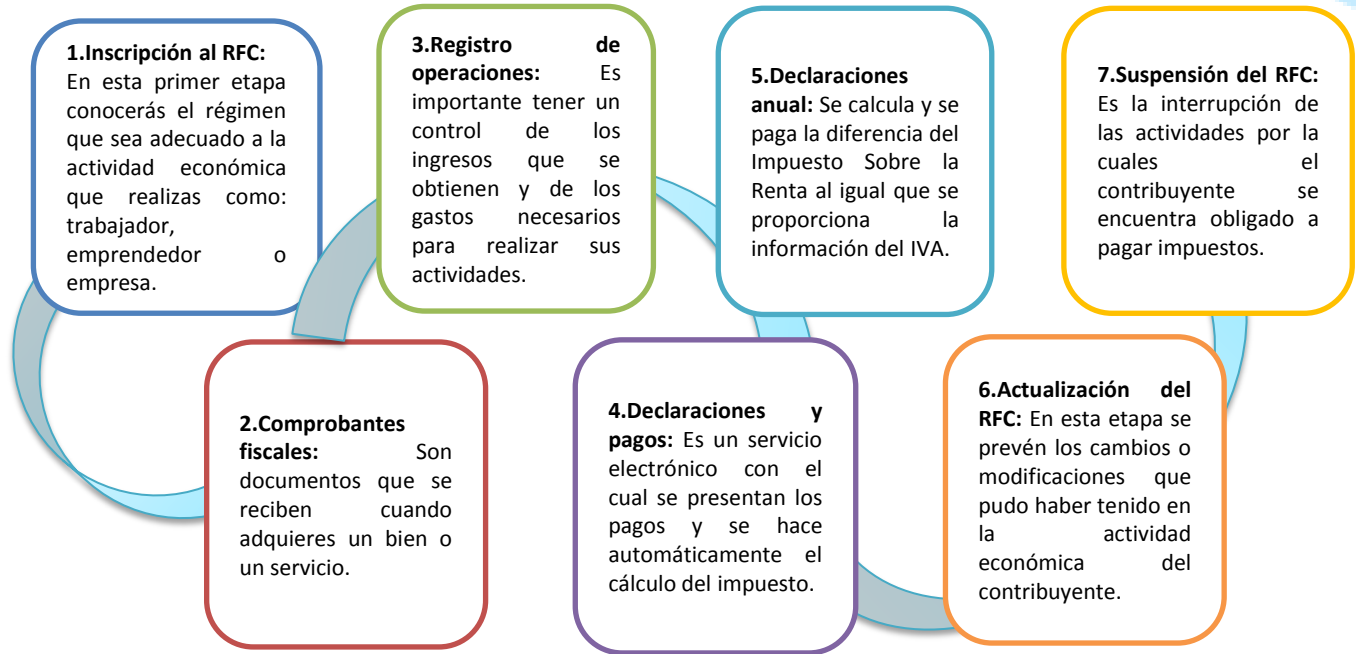 1.Inscripción al RFC:
En esta primer etapa
conocerás el régimen
que sea adecuado a la
actividad económica
que realizas como:
trabajador,
emprendedor o
empresa.
2.Comprobantes
fiscales: Son
documentos que se
reciben cuando
adquieres un bien o
un servicio.
3.Registro de
operaciones: Es
importante tener un
control de los
ingresos que se
obtienen y de los
gastos necesarios
para realizar sus
actividades.
4.Declaraciones y
pagos: Es un servicio
electrónico con el
cual se presentan los
pagos y se hace
automáticamente el
cálculo del impuesto.
5.Declaraciones
anual: Se calcula y se
paga la diferencia del
Impuesto Sobre la
Renta al igual que se
proporciona la
información del IVA.
6.Actualización del
RFC: En esta etapa se
prevén los cambios o
modificaciones que
pudo haber tenido en
la actividad
económica del
contribuyente.
7.Suspensión del RFC:
Es la interrupción de
las actividades por la
cuales el
contribuyente se
encuentra obligado a
pagar impuestos.